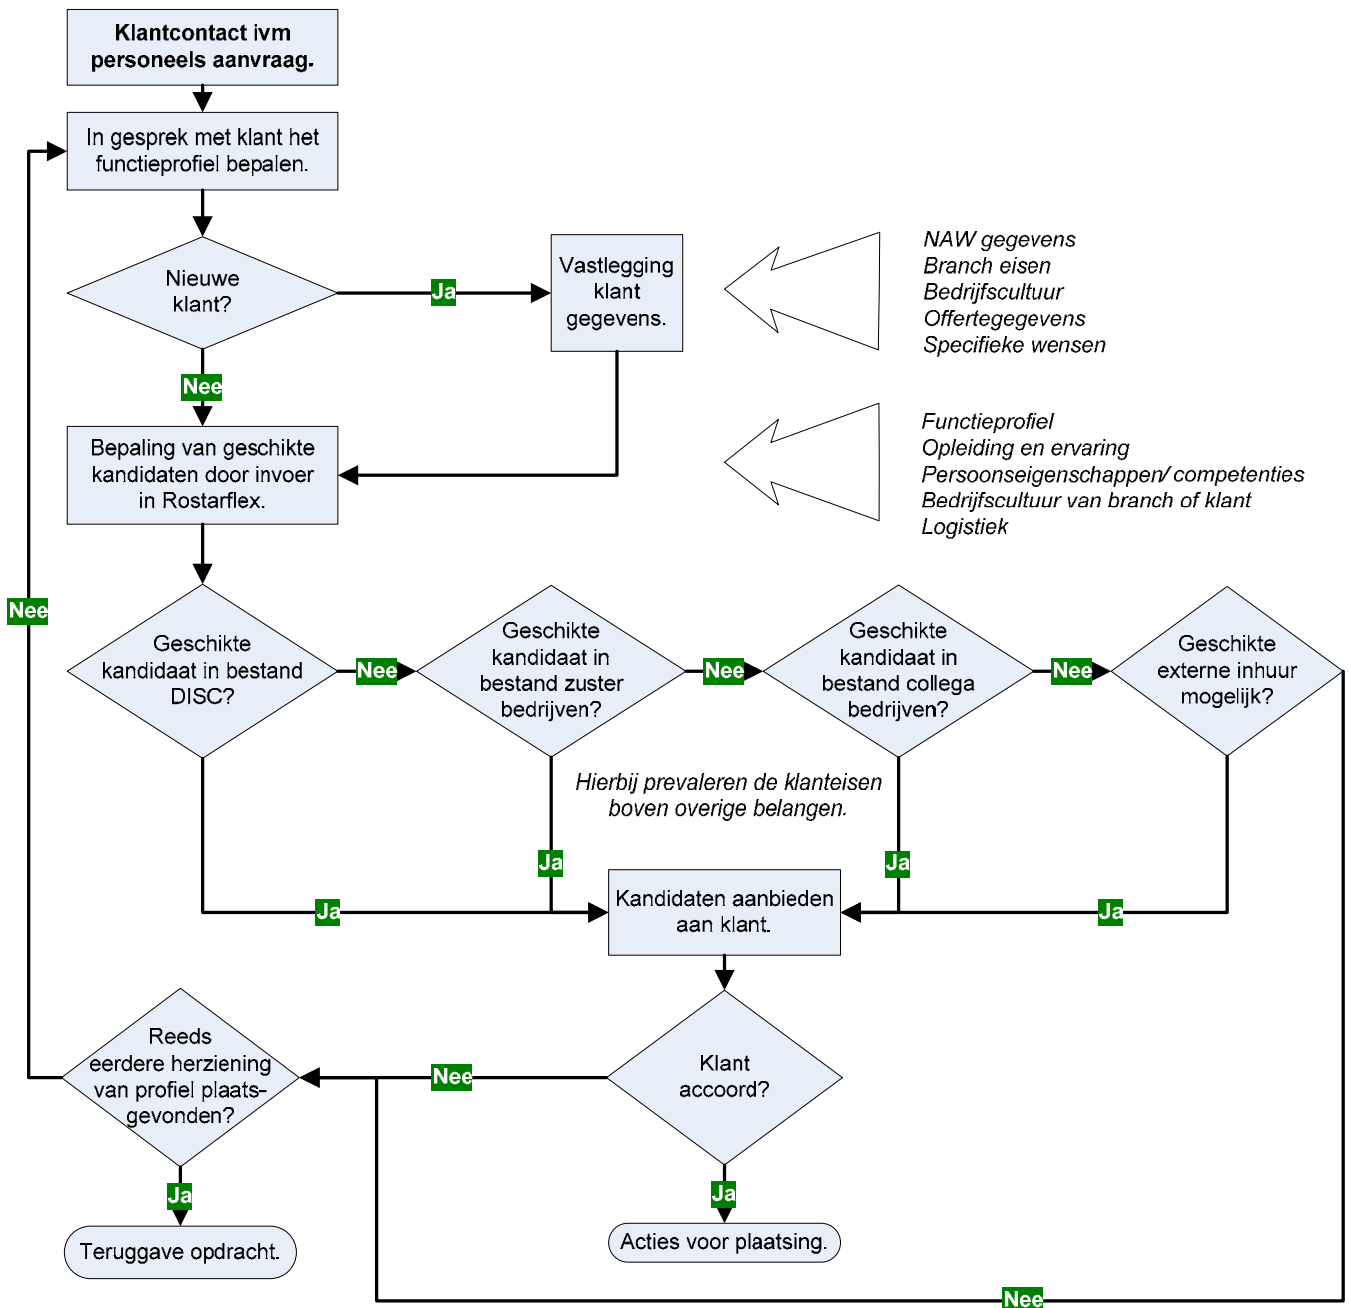 Klantcontact ivm
personeels aanvraag.
In gesprek met klant het
functieprofiel bepalen.
Nieuwe
klant?
Ja
Vastlegging
klant
gegevens.
NAW gegevens
Branch eisen
Bedrijfscultuur
Offertegegevens
Specifieke wensen
Nee
Bepaling van geschikte
kandidaten door invoer
in Rostarflex.
Functieprofiel
Opleiding en ervaring
Persoonseigenschappen/ competenties
Bedrijfscultuur van branch of klant
Logistiek
Nee
Geschikte
kandidaat in bestand
DISC?
Nee
Geschikte
kandidaat in
bestand zuster
bedrijven?
Nee
Geschikte
kandidaat in
bestand collega
bedrijven?
Nee
Geschikte
externe inhuur
mogelijk?
Hierbij prevaleren de klanteisen
boven overige belangen.
Ja
Ja
Ja
Kandidaten aanbieden
aan klant.
Ja
Reeds
eerdere herziening
van profiel plaats-
gevonden?
Nee
Klant
accoord?
Ja
Ja
Teruggave opdracht.
Acties voor plaatsing.
Nee